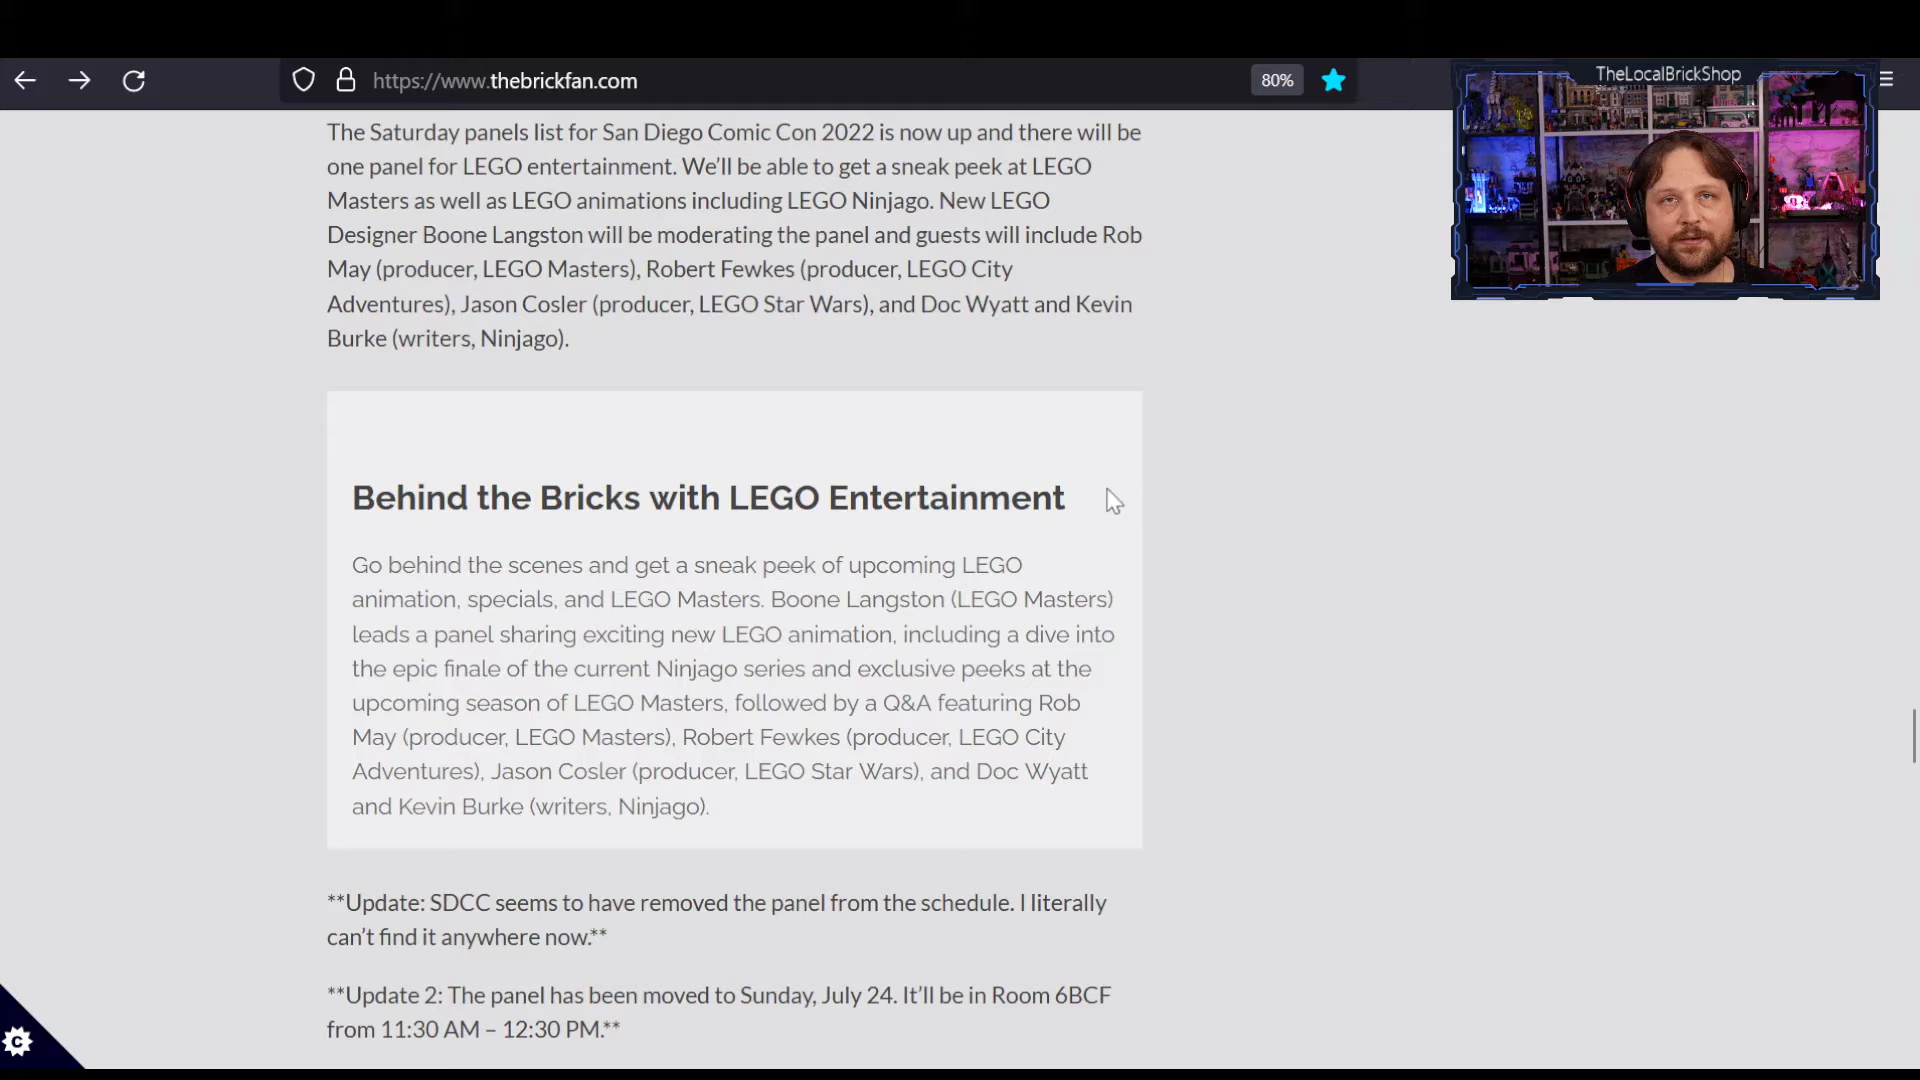 https://www.thebrickfan.com
80%
TheLocalBrickShop
The Saturday panels list for San Diego Comic Con 2022 is now up and there will be
one panel for LEGO entertainment. We'll be able to get a sneak peek at LEGO
Masters as well as LEGO animations including LEGO Ninjago. New LEGO
Designer Boone Langston will be moderating the panel and guests will include Rob
May (producer, LEGO Masters), Robert Fewkes (producer, LEGO City
Adventures), Jason Cosler (producer, LEGO Star Wars), and Doc Wyatt and Kevin
Burke (writers, Ninjago).
Behind the Bricks with LEGO Entertainment
Go behind the scenes and get a sneak peek of upcoming LEGO
animation, specials, and LEGO Masters. Boone Langston (LEGO Masters)
leads a panel sharing exciting new LEGO animation, including a dive into
the epic finale of the current Ninjago series and exclusive peeks at the
upcoming season of LEGO Masters, followed by a Q&A featuring Rob
May (producer, LEGO Masters), Robert Fewkes (producer, LEGO City
Adventures), Jason Cosler (producer, LEGO Star Wars), and Doc Wyatt
and Kevin Burke (writers, Ninjago).
**Update: SDCC seems to have removed the panel from the schedule. I literally
can't find it anywhere now.**
**Update 2: The panel has been moved to Sunday, July 24. It'll be in Room 6BCF
from 11:30 AM – 12:30 PM.**
C